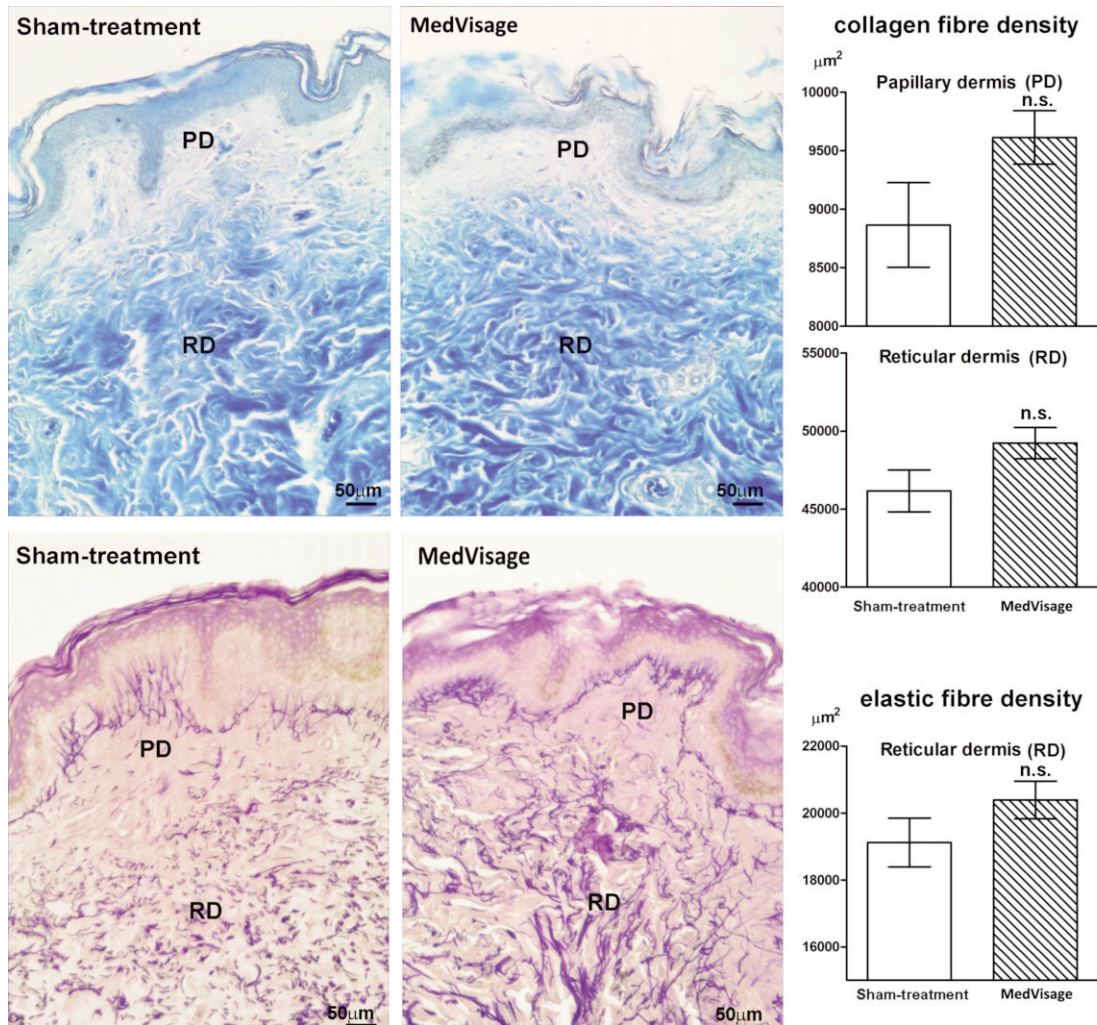 Sham-treatment
PD
RD
50µm
MedVisage
PD
RD
50µm
collagen fibre density
µm²
Papillary dermis (PD)
n.s.
10000
9500
9000
8500
8000
Reticular dermis (RD)
n.s.
55000
50000
45000
40000
Sham-treatment MedVisage
Sham-treatment
PD
RD
50µm
MedVisage
PD
RD
50µm
elastic fibre density
µm²
Reticular dermis (RD)
n.s.
22000
20000
18000
16000
Sham-treatment MedVisage